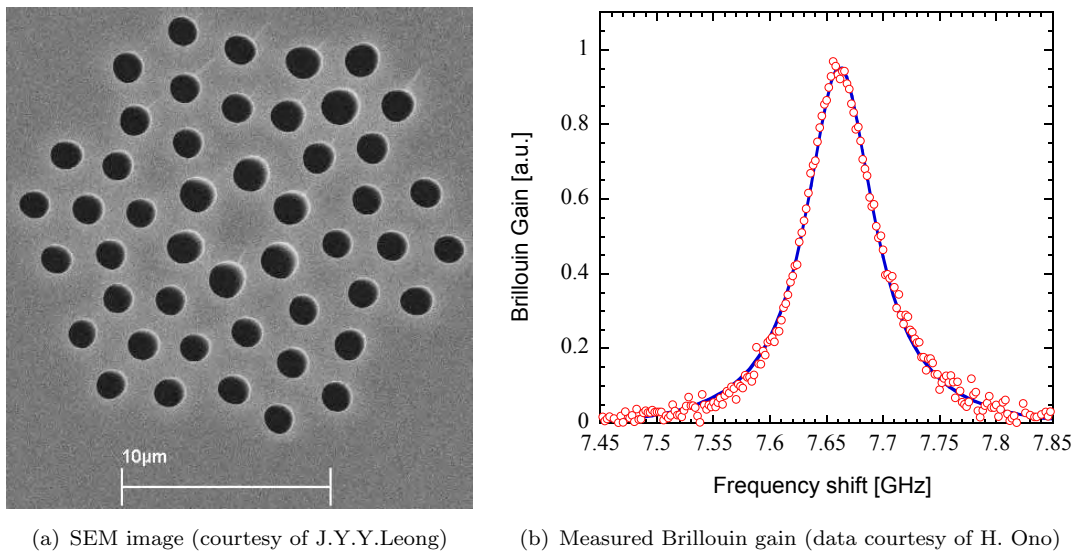 10µm
Brillouin Gain [a.u.]
1
0.8
0.6
0.4
0.2
0
7.45 7.5 7.55 7.6 7.65 7.7 7.75 7.8 7.85
Frequency shift [GHz]
(a) SEM image (courtesy of J.Y.Y.Leong)
(b) Measured Brillouin gain (data courtesy of H. Ono)